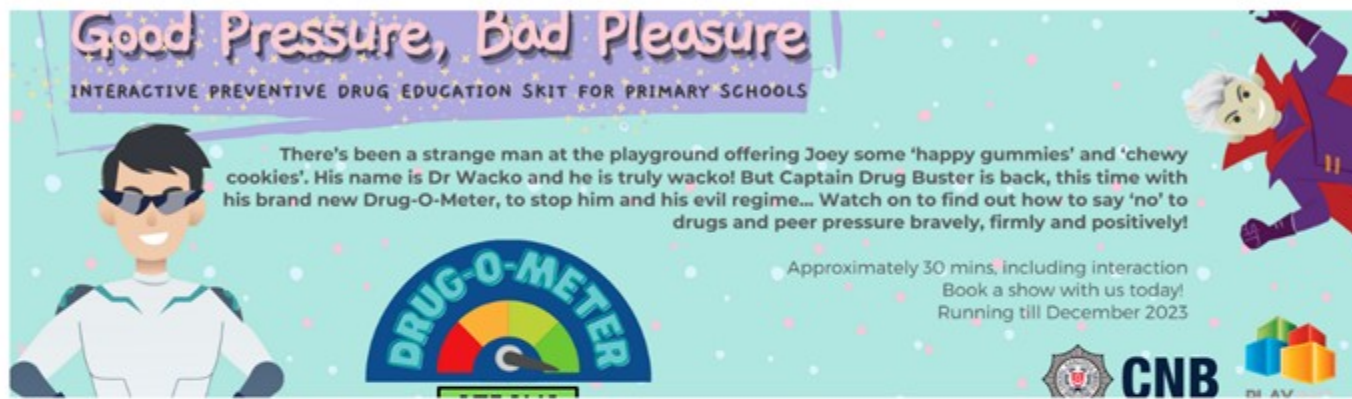 Good Pressure, Bad Pleasure
INTERACTIVE PREVENTIVE DRUG EDUCATION SKIT FOR PRIMARY SCHOOLS
There's been a strange man at the playground offering Joey some 'happy gummies' and 'chewy
cookies'. His name is Dr Wacko and he is truly wacko! But Captain Drug Buster is back, this time with
his brand new Drug-O-Meter, to stop him and his evil regime... Watch on to find out how to say 'no' to
drugs and peer pressure bravely, firmly and positively!
Approximately 30 mins, including interaction
Book a show with us today!
Running till December 2023
DRUG-O-METER
CNB
PLAY